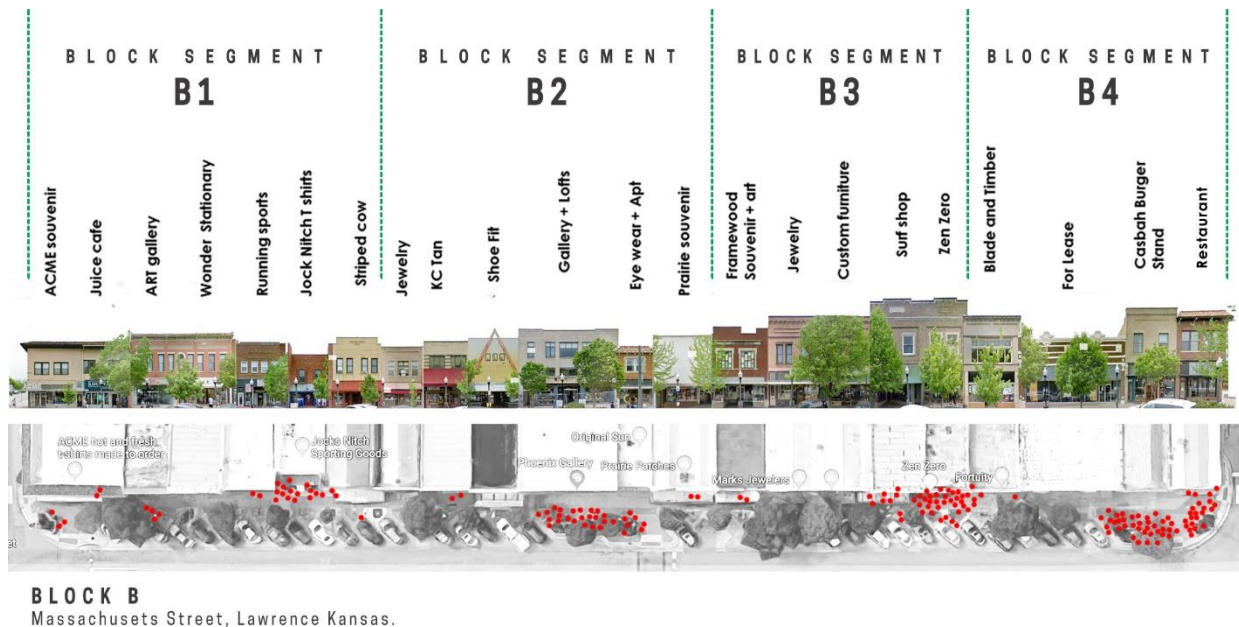 BLOCK SEGMENT
B1
BLOCK SEGMENT
B2
BLOCK SEGMENT
B3
BLOCK SEGMENT
B4
ACME souvenir
Juice cafe
ART gallery
Wonder Stationary
Running sports
Jock Nitch T shirts
Striped cow
Jewelry
KC Tan
Shoe Fit
Gallery + Lofts
Eye wear + Apt
Prairie souvenir
Framewood
Souvenir + art
Jewelry
Custom furniture
Surf shop
Zen Zero
Blade and Timber
For Lease
Casbah Burger
Stand
Restaurant
ACME hot and fresh
t-shirts made to order
Jocks Nitch
Sporting Goods
Phoenix Gallery
Original Sun
Prairie Patches
Marks Jewelers
Zen Zero
Fortuity
et
BLOCK B
Massachusets Street, Lawrence Kansas.